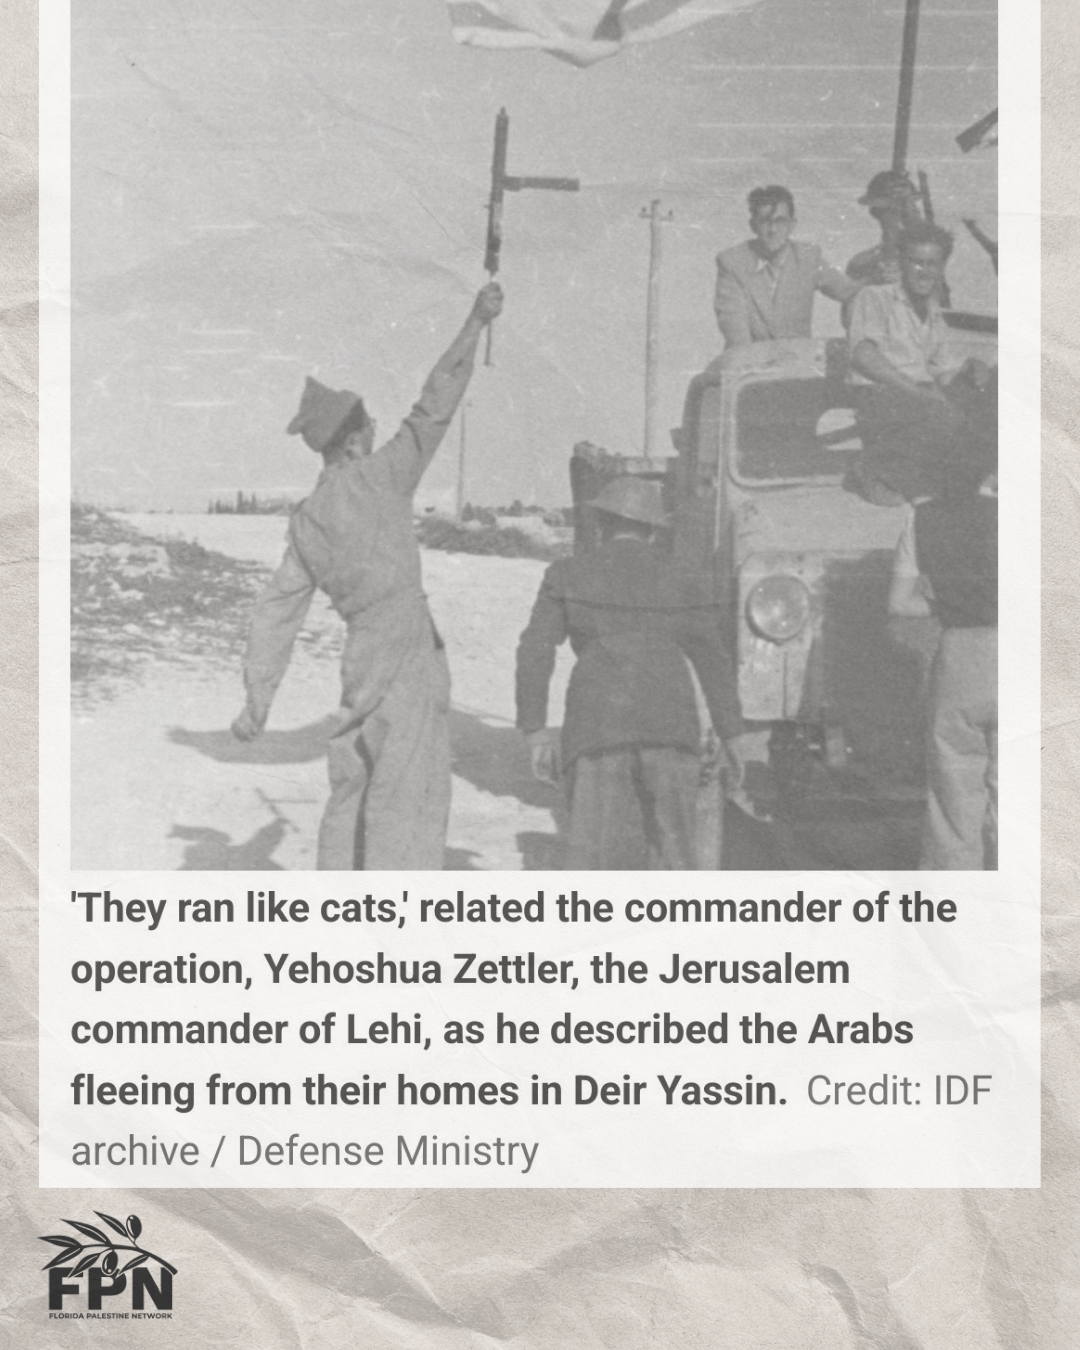 'They ran like cats,' related the commander of the
operation, Yehoshua Zettler, the Jerusalem
commander of Lehi, as he described the Arabs
fleeing from their homes in Deir Yassin. Credit: IDF
archive / Defense Ministry
FPN
FLORIDA PALESTINE NETWORK